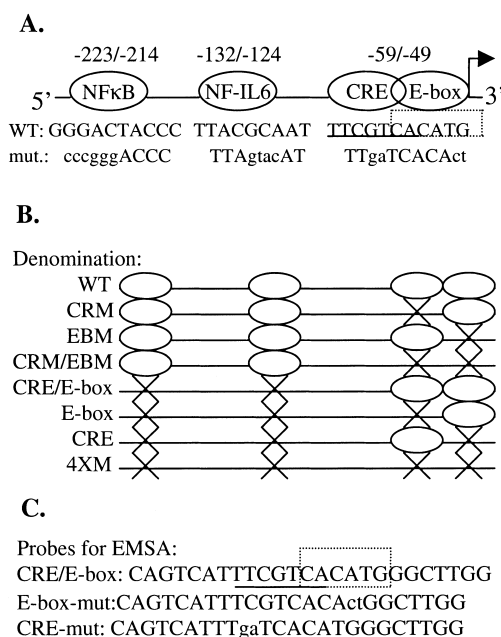 A.
-223/-214 -132/-124 -59/-49
5' NFκB NF-IL6 CRE E-box 3'
WT: GGGACTACCC TTACGCAAT TTCGTCACATG
mut.: cccgggACCC TTAgtacAT TTgaTCACAct
B.
Denomination:
WT
CRM
EBM
CRM/EBM
CRE/E-box
E-box
CRE
4XM
C.
Probes for EMSA:
CRE/E-box: CAGTCATTTCGTCACATGGGCTTGG
E-box-mut:CAGTCATTTCGTCACActGGCTTGG
CRE-mut: CAGTCATTTgaTCACATGGGCTTGG